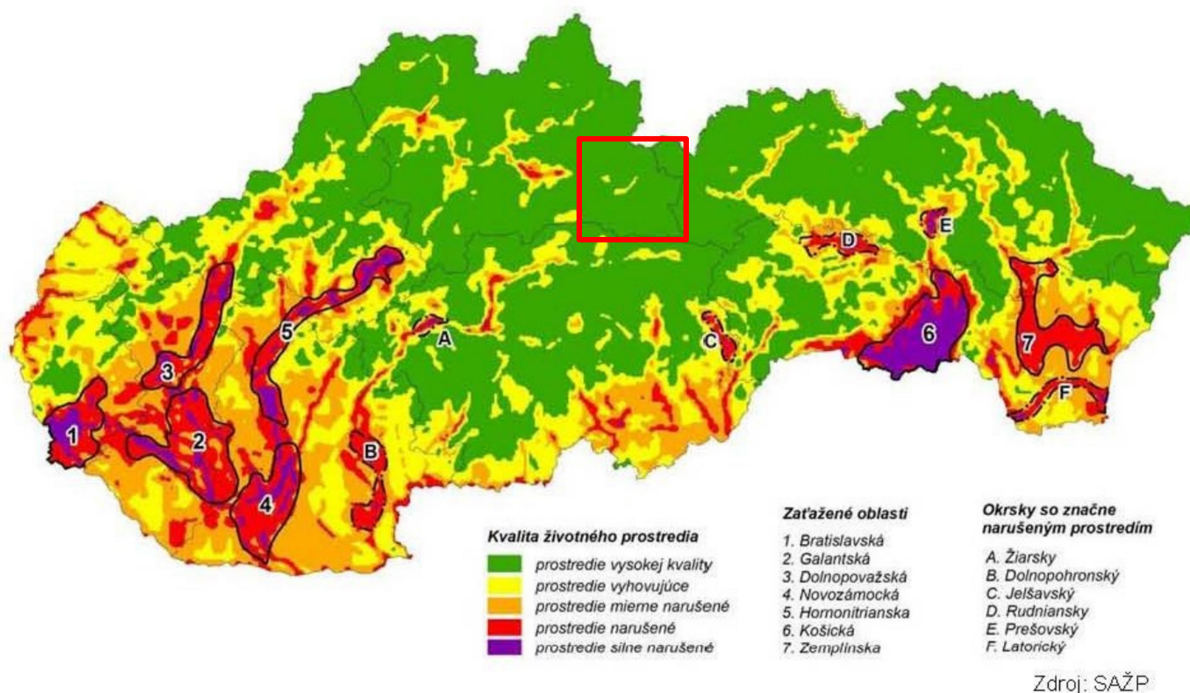 E
D
5
A
C
6
7
3
F
1
2
B
4
Kvalita životného prostredia
prostredie vysokej kvality
prostredie vyhovujúce
prostredie mierne narušené
prostredie narušené
prostredie silne narušené
Zaťažené oblasti
1. Bratislavská
2. Galantská
3. Dolnopovažská
4. Novozámocká
5. Hornonitrianska
6. Košická
7. Zemplínska
Okrsky so značne
narušeným prostredím
A. Žiarsky
B. Dolnopohronský
C. Jelšavský
D. Rudniansky
E. Prešovský
F. Latorický
Zdroj: SAŽP